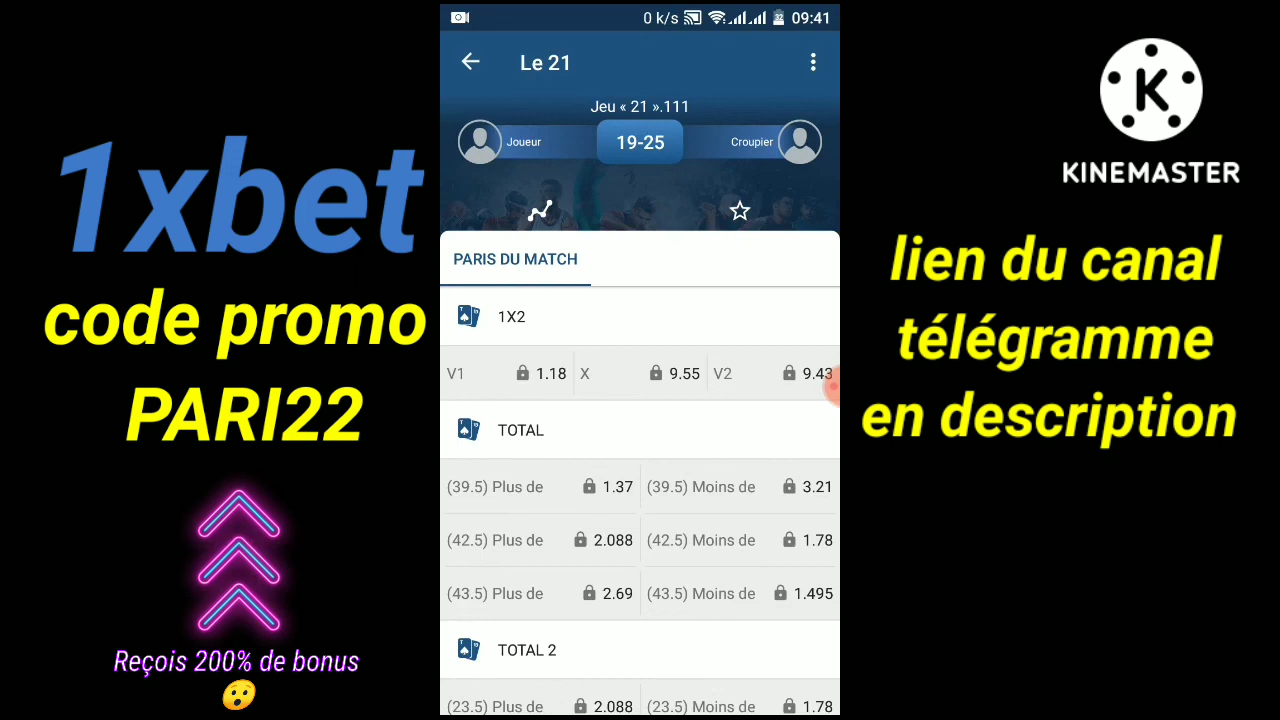 1xbet
code promo
PARI22
Reçois 200% de bonus
0 k/s 32 09:41
Le 21
Jeu « 21 ».111
Joueur 19-25 Croupier
PARIS DU MATCH
1X2
V1 1.18 X 9.55 V2 9.43
TOTAL
(39.5) Plus de 1.37 (39.5) Moins de 3.21
(42.5) Plus de 2.088 (42.5) Moins de 1.78
(43.5) Plus de 2.69 (43.5) Moins de 1.495
TOTAL 2
(23.5) Plus de 2.088 (23.5) Moins de 1.78
K
KINEMASTER
lien du canal
télégramme
en description